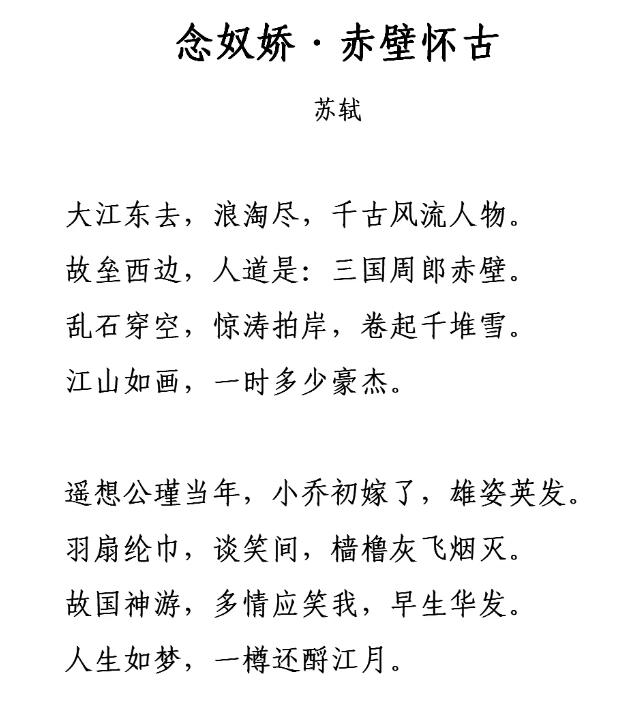 念奴娇·赤壁怀古
苏轼
大江东去，浪淘尽，千古风流人物。
故垒西边，人道是：三国周郎赤壁。
乱石穿空，惊涛拍岸，卷起千堆雪。
江山如画，一时多少豪杰。
遥想公瑾当年，小乔初嫁了，雄姿英发。
羽扇纶巾，谈笑间，樯橹灰飞烟灭。
故国神游，多情应笑我，早生华发。
人生如梦，一樽还酹江月。